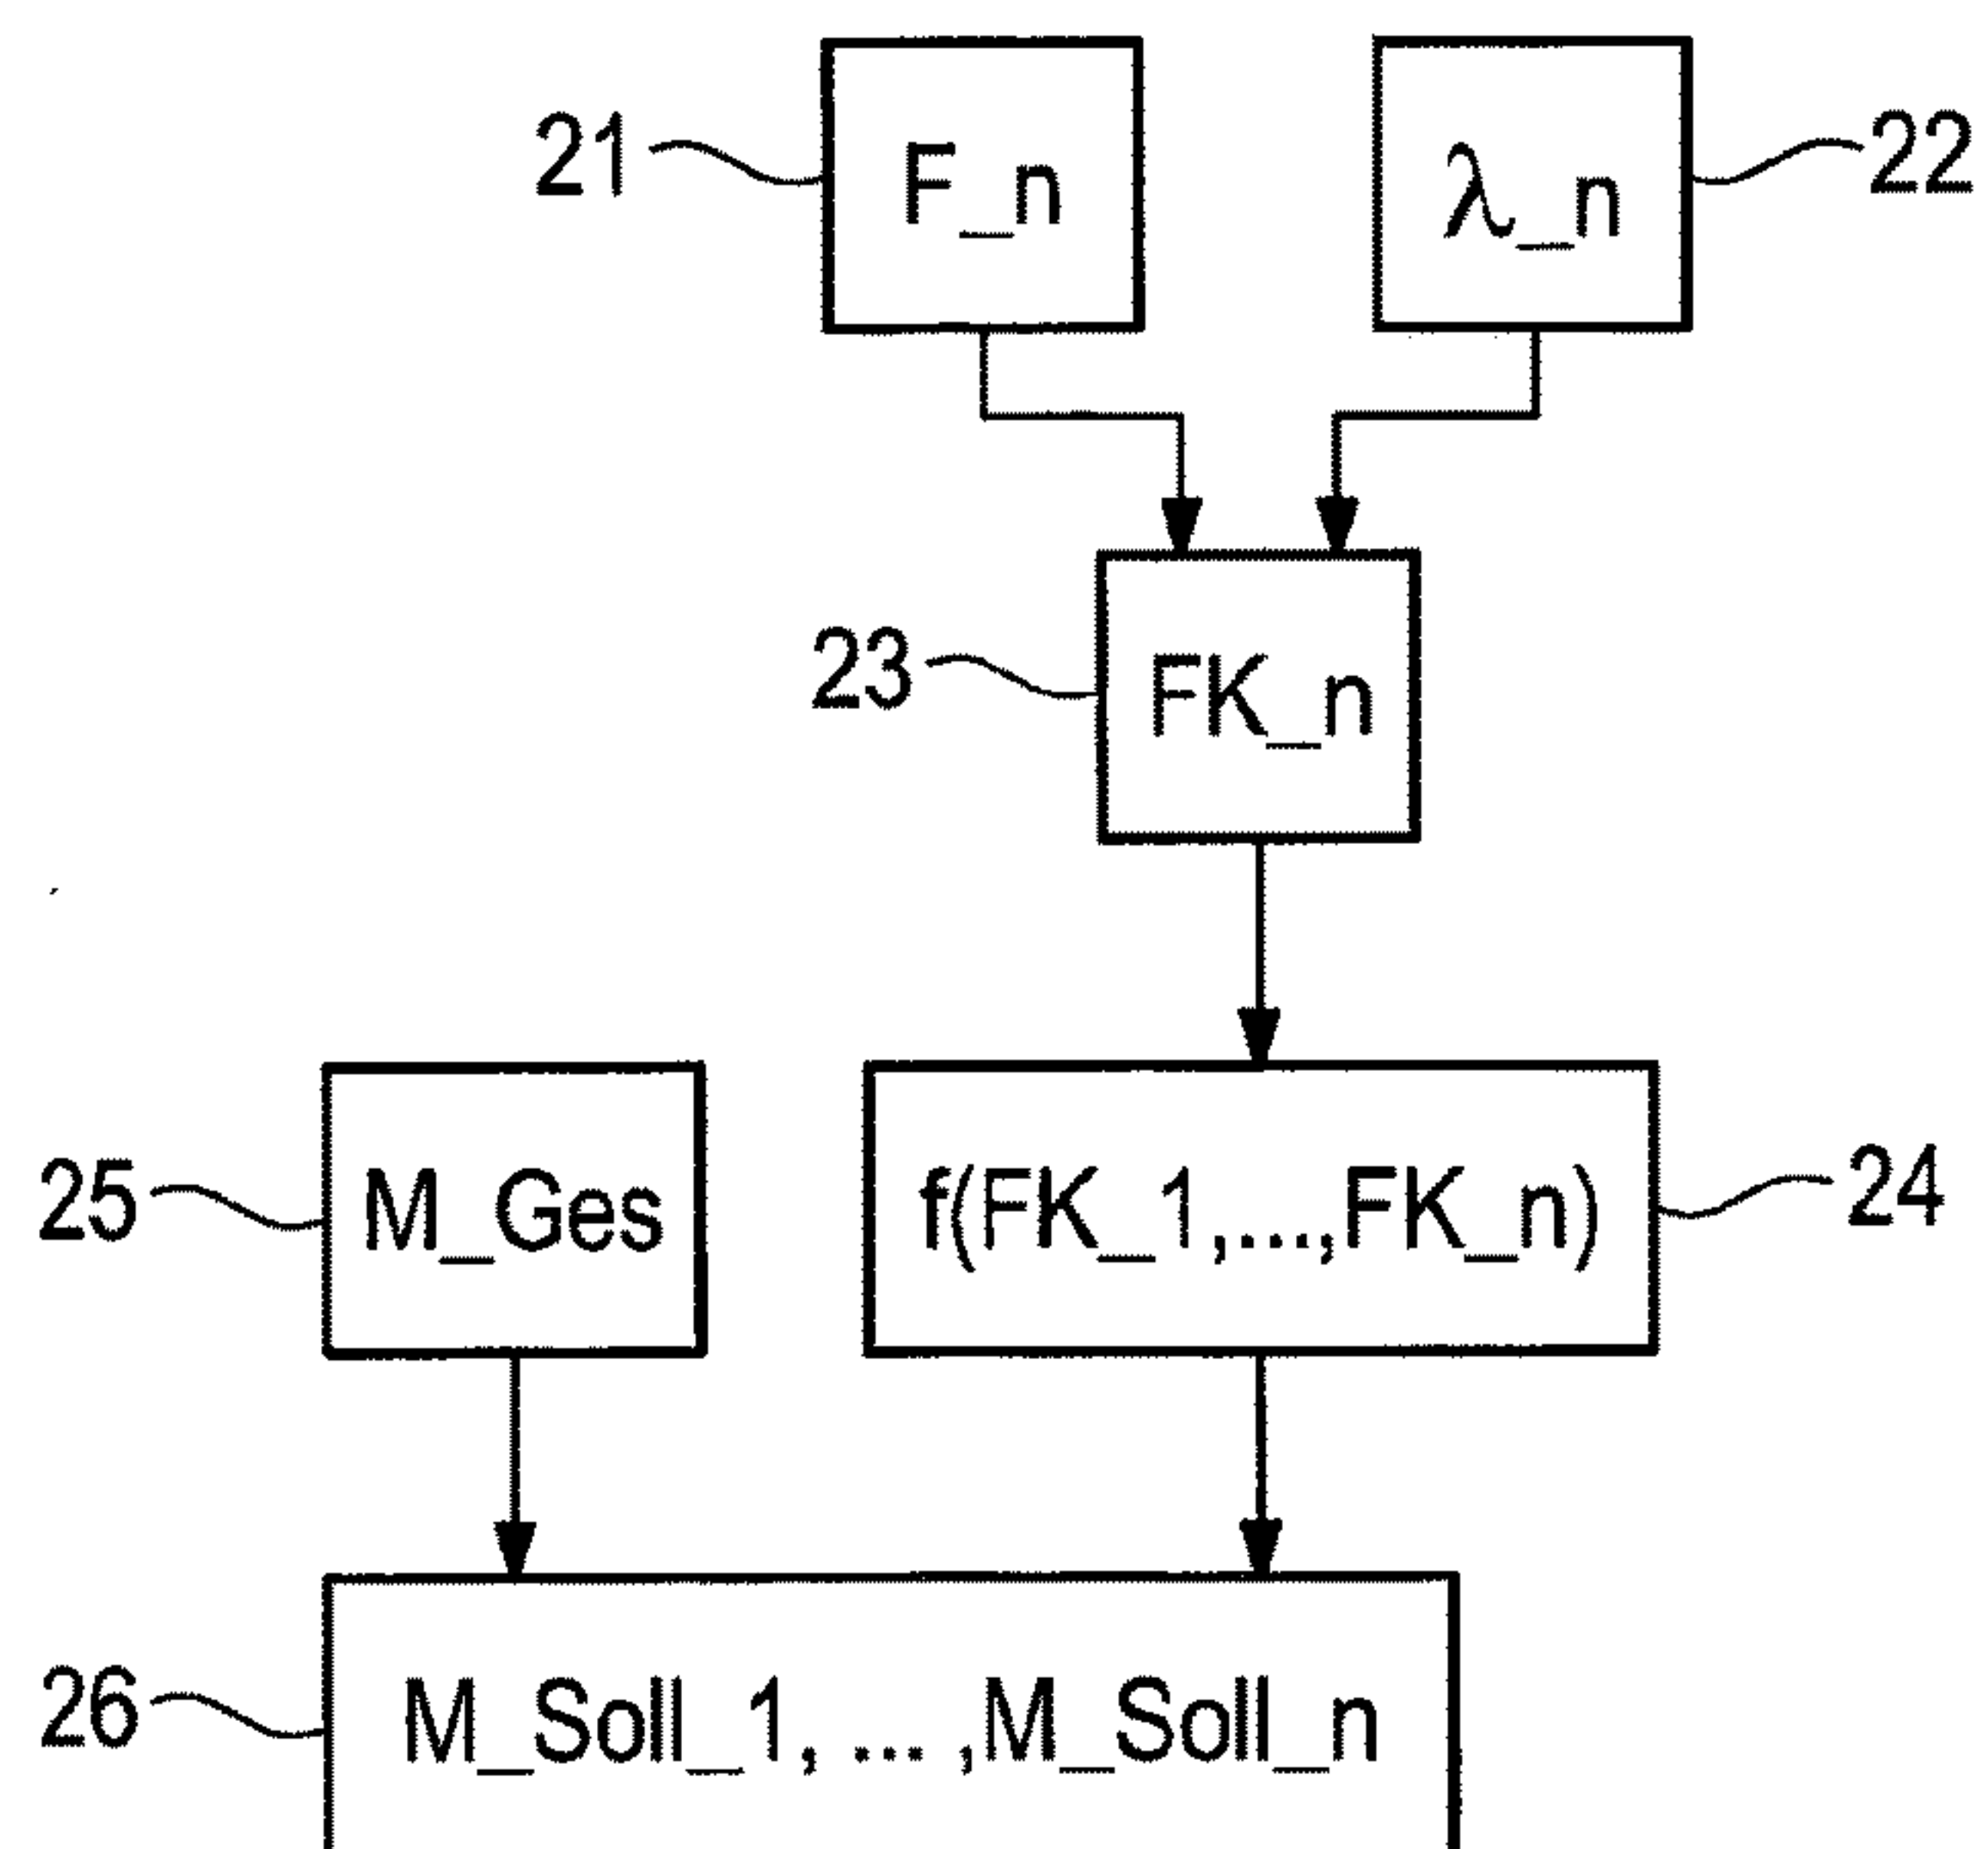 21
F_n
λ_n
22
23
FK_n
25
M_Ges
f(FK_1,...,FK_n)
24
26
M_Soll_1, ... ,M_Soll_n